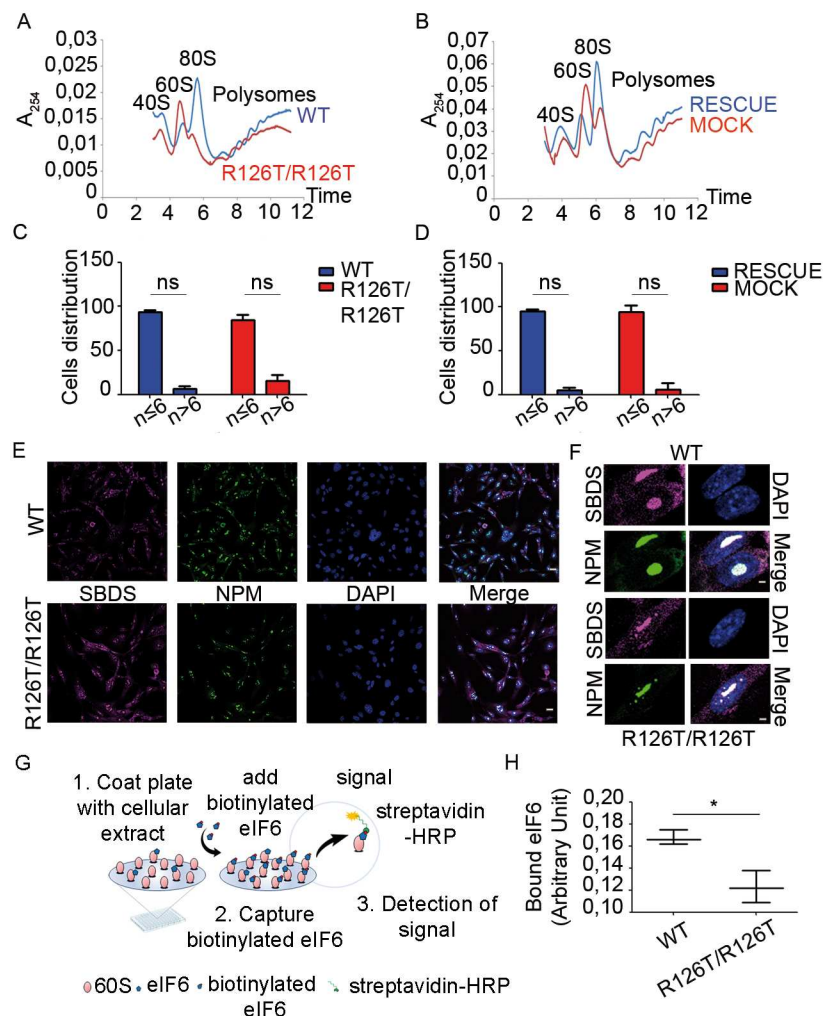 A
0,03
0,025
0,02
0,015
0,01
0,005
0
A254
80S
60S
40S
Polysomes
WT
R126T/R126T
Time
0 2 4 6 8 10 12
B
0,07
0,06
0,05
0,04
0,03
0,02
0,01
0
A254
80S
60S
40S
Polysomes
RESCUE
MOCK
Time
0 2 4 6 8 10 12
C
Cells distribution
150
100
50
0
ns
ns
WT
R126T/
R126T
n≤6
n>6
n≤6
n>6
D
Cells distribution
150
100
50
0
ns
ns
RESCUE
MOCK
n≤6
n>6
n≤6
n>6
E
WT
SBDS NPM DAPI Merge
R126T/R126T
F
WT
SBDS
DAPI
NPM
Merge
SBDS
DAPI
NPM
Merge
R126T/R126T
G
1. Coat plate
with cellular
extract
add
biotinylated
eIF6
signal
streptavidin
-HRP
2. Capture
biotinylated eIF6
3. Detection of
signal
60S eIF6 biotinylated
eIF6
streptavidin-HRP
H
Bound eIF6
(Arbitrary Unit)
0,20
0,18
0,16
0,14
0,12
0,10
*
WT
R126T/R126T